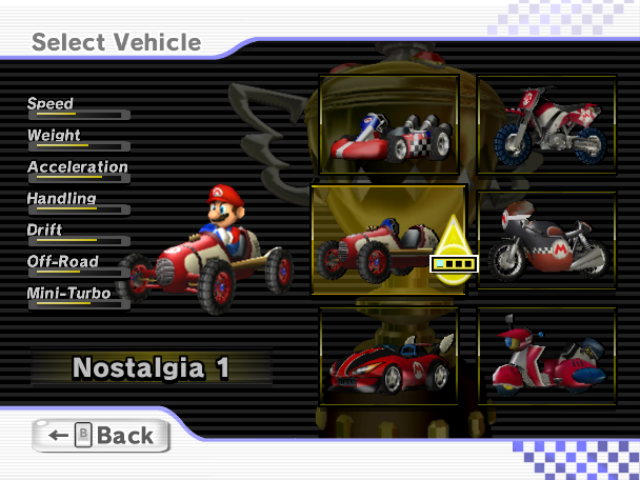 Select Vehicle
Speed
Weight
Acceleration
Handling
Drift
Off-Road
Mini-Turbo
Nostalgia 1
B Back